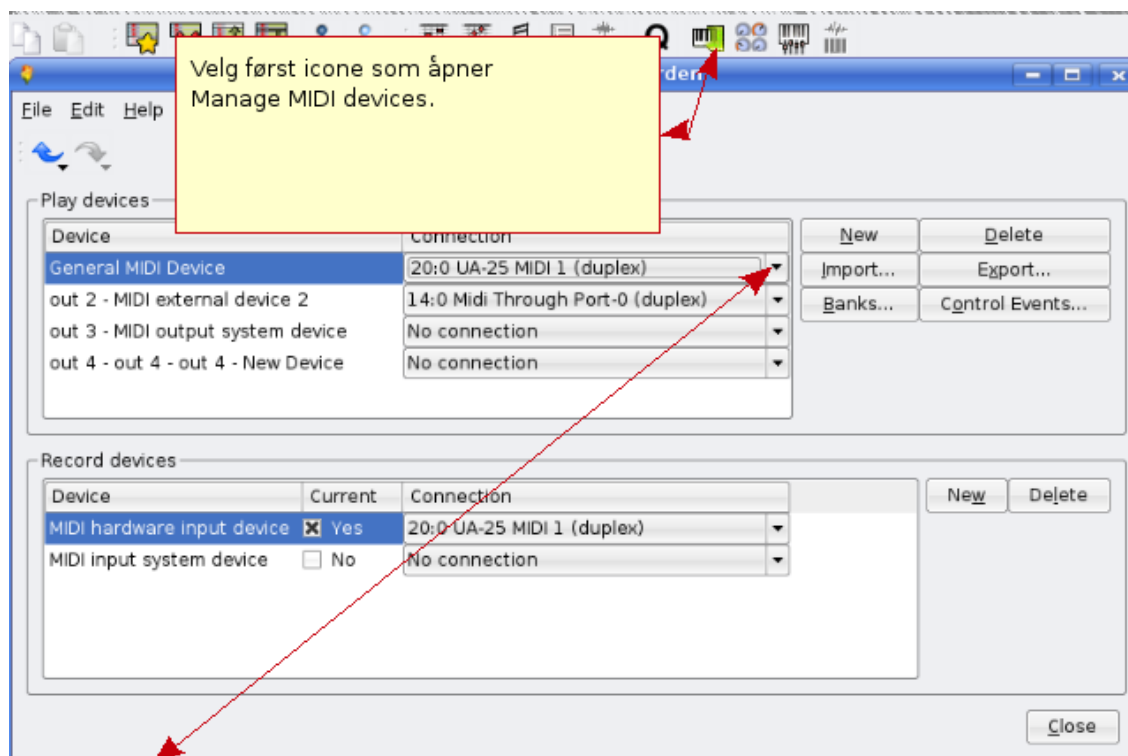 Velg først icone som åpner
Manage MIDI devices.
rden
File Edit Help
Play devices
Device Connection
General MIDI Device 20:0 UA-25 MIDI 1 (duplex)
out 2 - MIDI external device 2 14:0 Midi Through Port-0 (duplex)
out 3 - MIDI output system device No connection
out 4 - out 4 - out 4 - New Device No connection
New Delete
Import... Export...
Banks... Control Events...
Record devices
Device Current Connection
MIDI hardware input device Yes 20:0 UA-25 MIDI 1 (duplex)
MIDI input system device No No connection
New Delete
Close